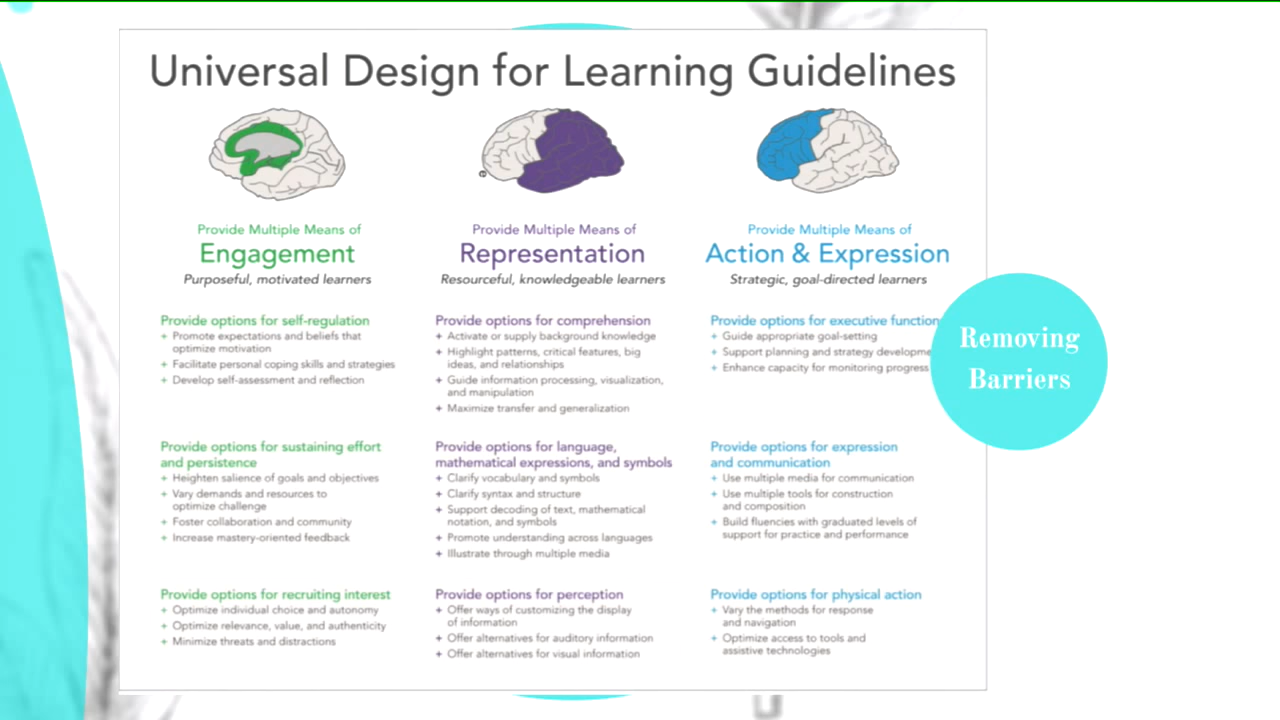 Universal Design for Learning Guidelines
Provide Multiple Means of
Engagement
Purposeful, motivated learners
Provide options for self-regulation
+ Promote expectations and beliefs that
optimize motivation
+ Facilitate personal coping skills and strategies
+ Develop self-assessment and reflection
Provide options for sustaining effort
and persistence
+ Heighten salience of goals and objectives
+ Vary demands and resources to
optimize challenge
+ Foster collaboration and community
+ Increase mastery-oriented feedback
Provide options for recruiting interest
+ Optimize individual choice and autonomy
+ Optimize relevance, value, and authenticity
+ Minimize threats and distractions
Provide Multiple Means of
Representation
Resourceful, knowledgeable learners
Provide options for comprehension
+ Activate or supply background knowledge
+ Highlight patterns, critical features, big
ideas, and relationships
+ Guide information processing, visualization,
and manipulation
+ Maximize transfer and generalization
Provide options for language,
mathematical expressions, and symbols
+ Clarify vocabulary and symbols
+ Clarify syntax and structure
+ Support decoding of text, mathematical
notation, and symbols
+ Promote understanding across languages
+ Illustrate through multiple media
Provide options for perception
+ Offer ways of customizing the display
of information
+ Offer alternatives for auditory information
+ Offer alternatives for visual information
Provide Multiple Means of
Action & Expression
Strategic, goal-directed learners
Provide options for executive function
+ Guide appropriate goal-setting
+ Support planning and strategy developme
+ Enhance capacity for monitoring progress
Provide options for expression
and communication
+ Use multiple media for communication
+ Use multiple tools for construction
and composition
+ Build fluencies with graduated levels of
support for practice and performance
Provide options for physical action
+ Vary the methods for response
and navigation
+ Optimize access to tools and
assistive technologies
Removing
Barriers